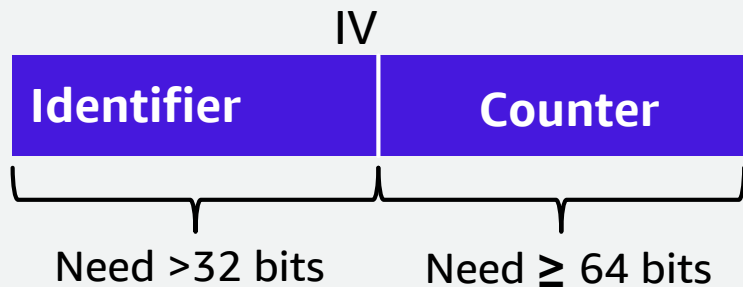 IV
Identifier
Counter
Need >32 bits
Need ≥ 64 bits